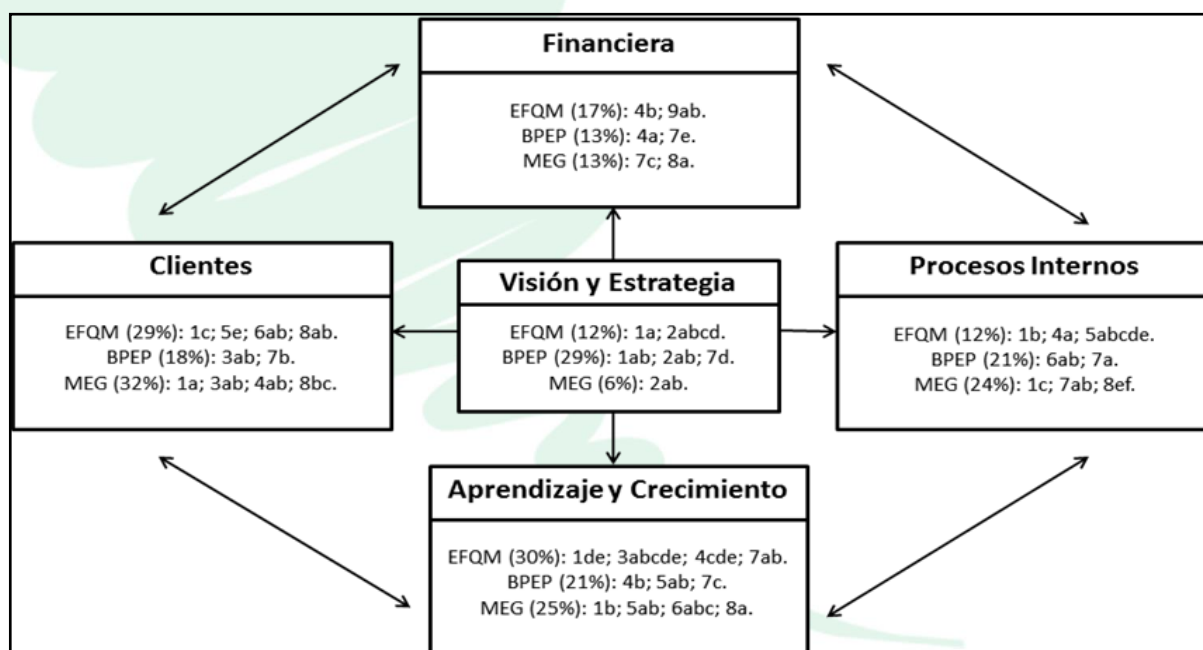 Financiera
EFQM (17%): 4b; 9ab.
BPEP (13%): 4a; 7e.
MEG (13%): 7c; 8a.
Clientes
EFQM (29%): 1c; 5e; 6ab; 8ab.
BPEP (18%): 3ab; 7b.
MEG (32%): 1a; 3ab; 4ab; 8bc.
Visión y Estrategia
EFQM (12%): 1a; 2abcd.
BPEP (29%): 1ab; 2ab; 7d.
MEG (6%): 2ab.
Procesos Internos
EFQM (12%): 1b; 4a; 5abcde.
BPEP (21%): 6ab; 7a.
MEG (24%): 1c; 7ab; 8ef.
Aprendizaje y Crecimiento
EFQM (30%): 1de; 3abcde; 4cde; 7ab.
BPEP (21%): 4b; 5ab; 7c.
MEG (25%): 1b; 5ab; 6abc; 8a.